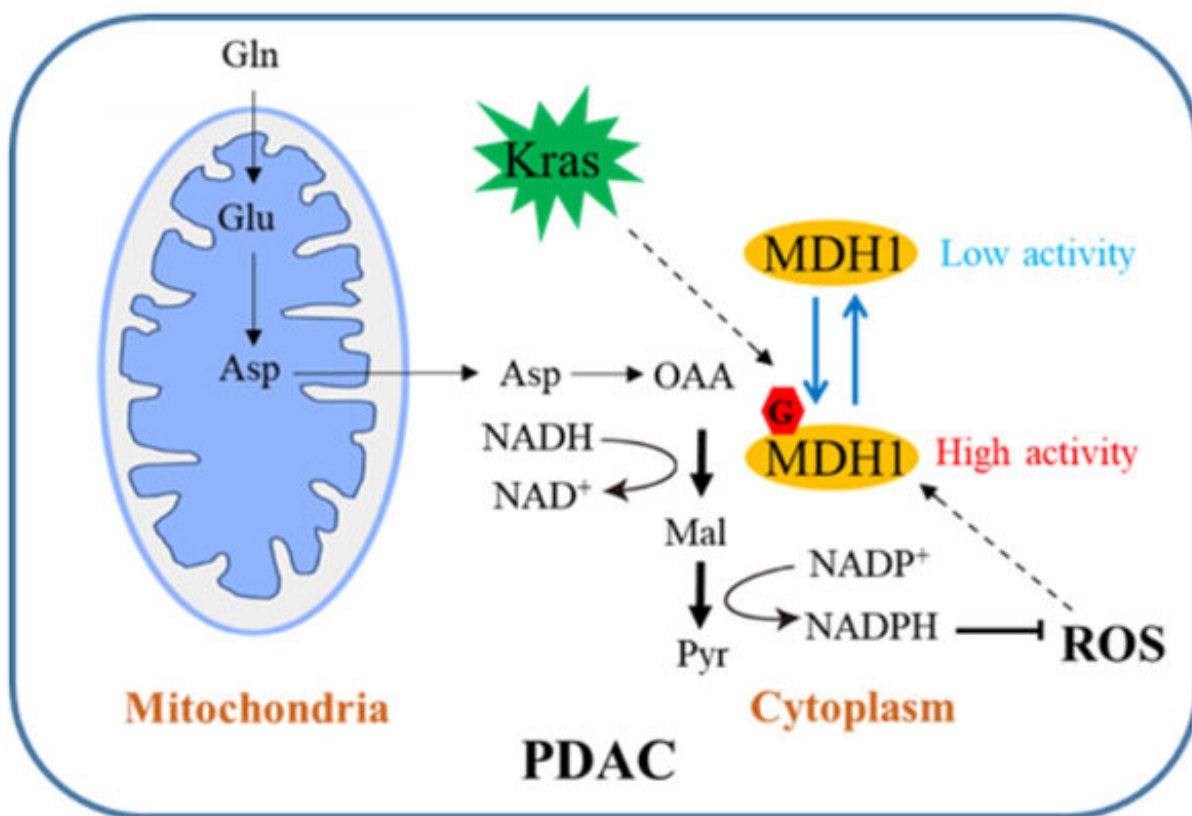 Gln
Kras
Glu
MDH1 Low activity
Asp
Asp
OAA
G
NADH
MDH1 High activity
NAD⁺
Mal
NADP⁺
NADPH
ROS
Pyr
Mitochondria
Cytoplasm
PDAC